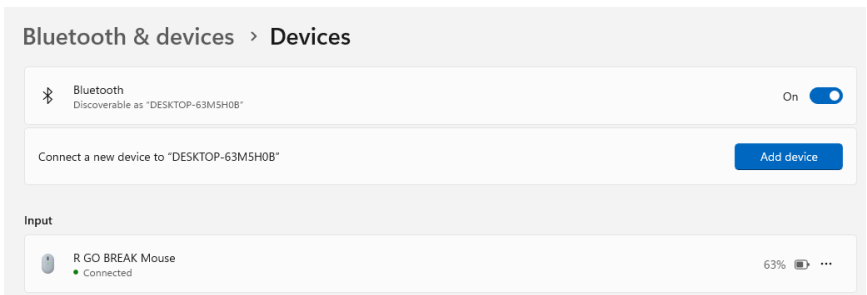 Bluetooth & devices > Devices
Bluetooth
Discoverable as "DESKTOP-63M5H0B"
On
Connect a new device to "DESKTOP-63M5H0B"
Add device
Input
R GO BREAK Mouse
Connected
63%